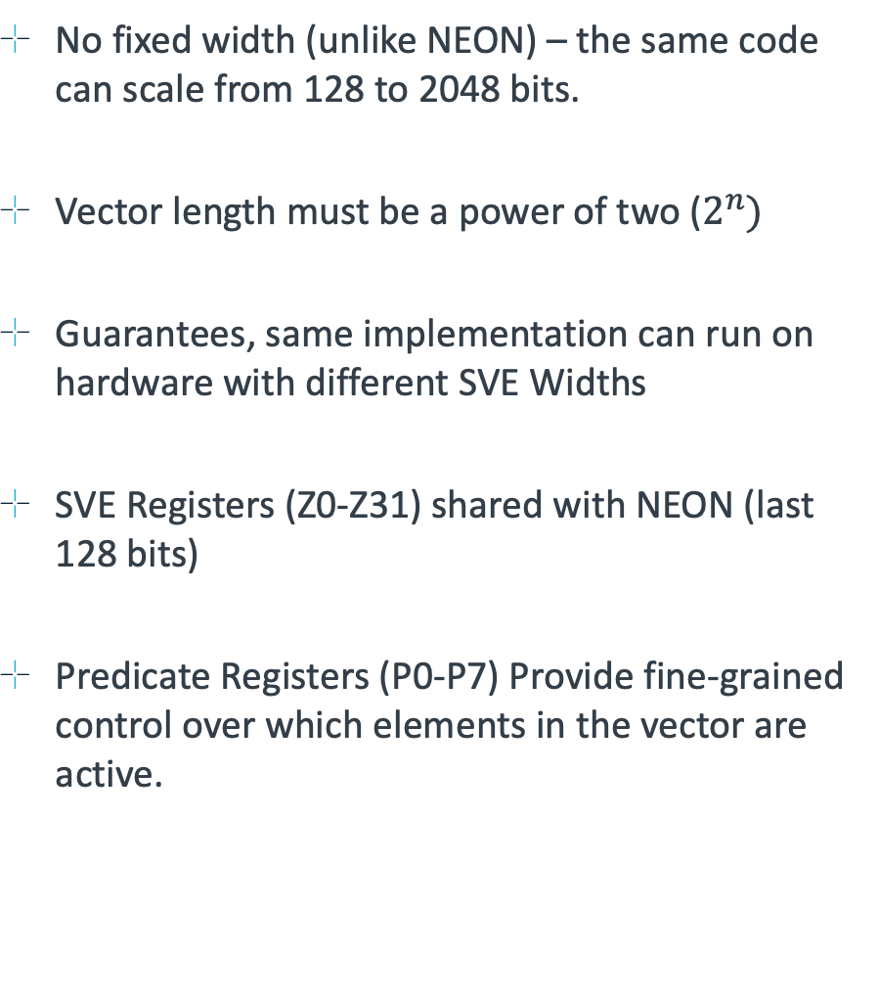 No fixed width (unlike NEON) – the same code
can scale from 128 to 2048 bits.
Vector length must be a power of two (2ⁿ)
Guarantees, same implementation can run on
hardware with different SVE Widths
SVE Registers (Z0-Z31) shared with NEON (last
128 bits)
Predicate Registers (P0-P7) Provide fine-grained
control over which elements in the vector are
active.